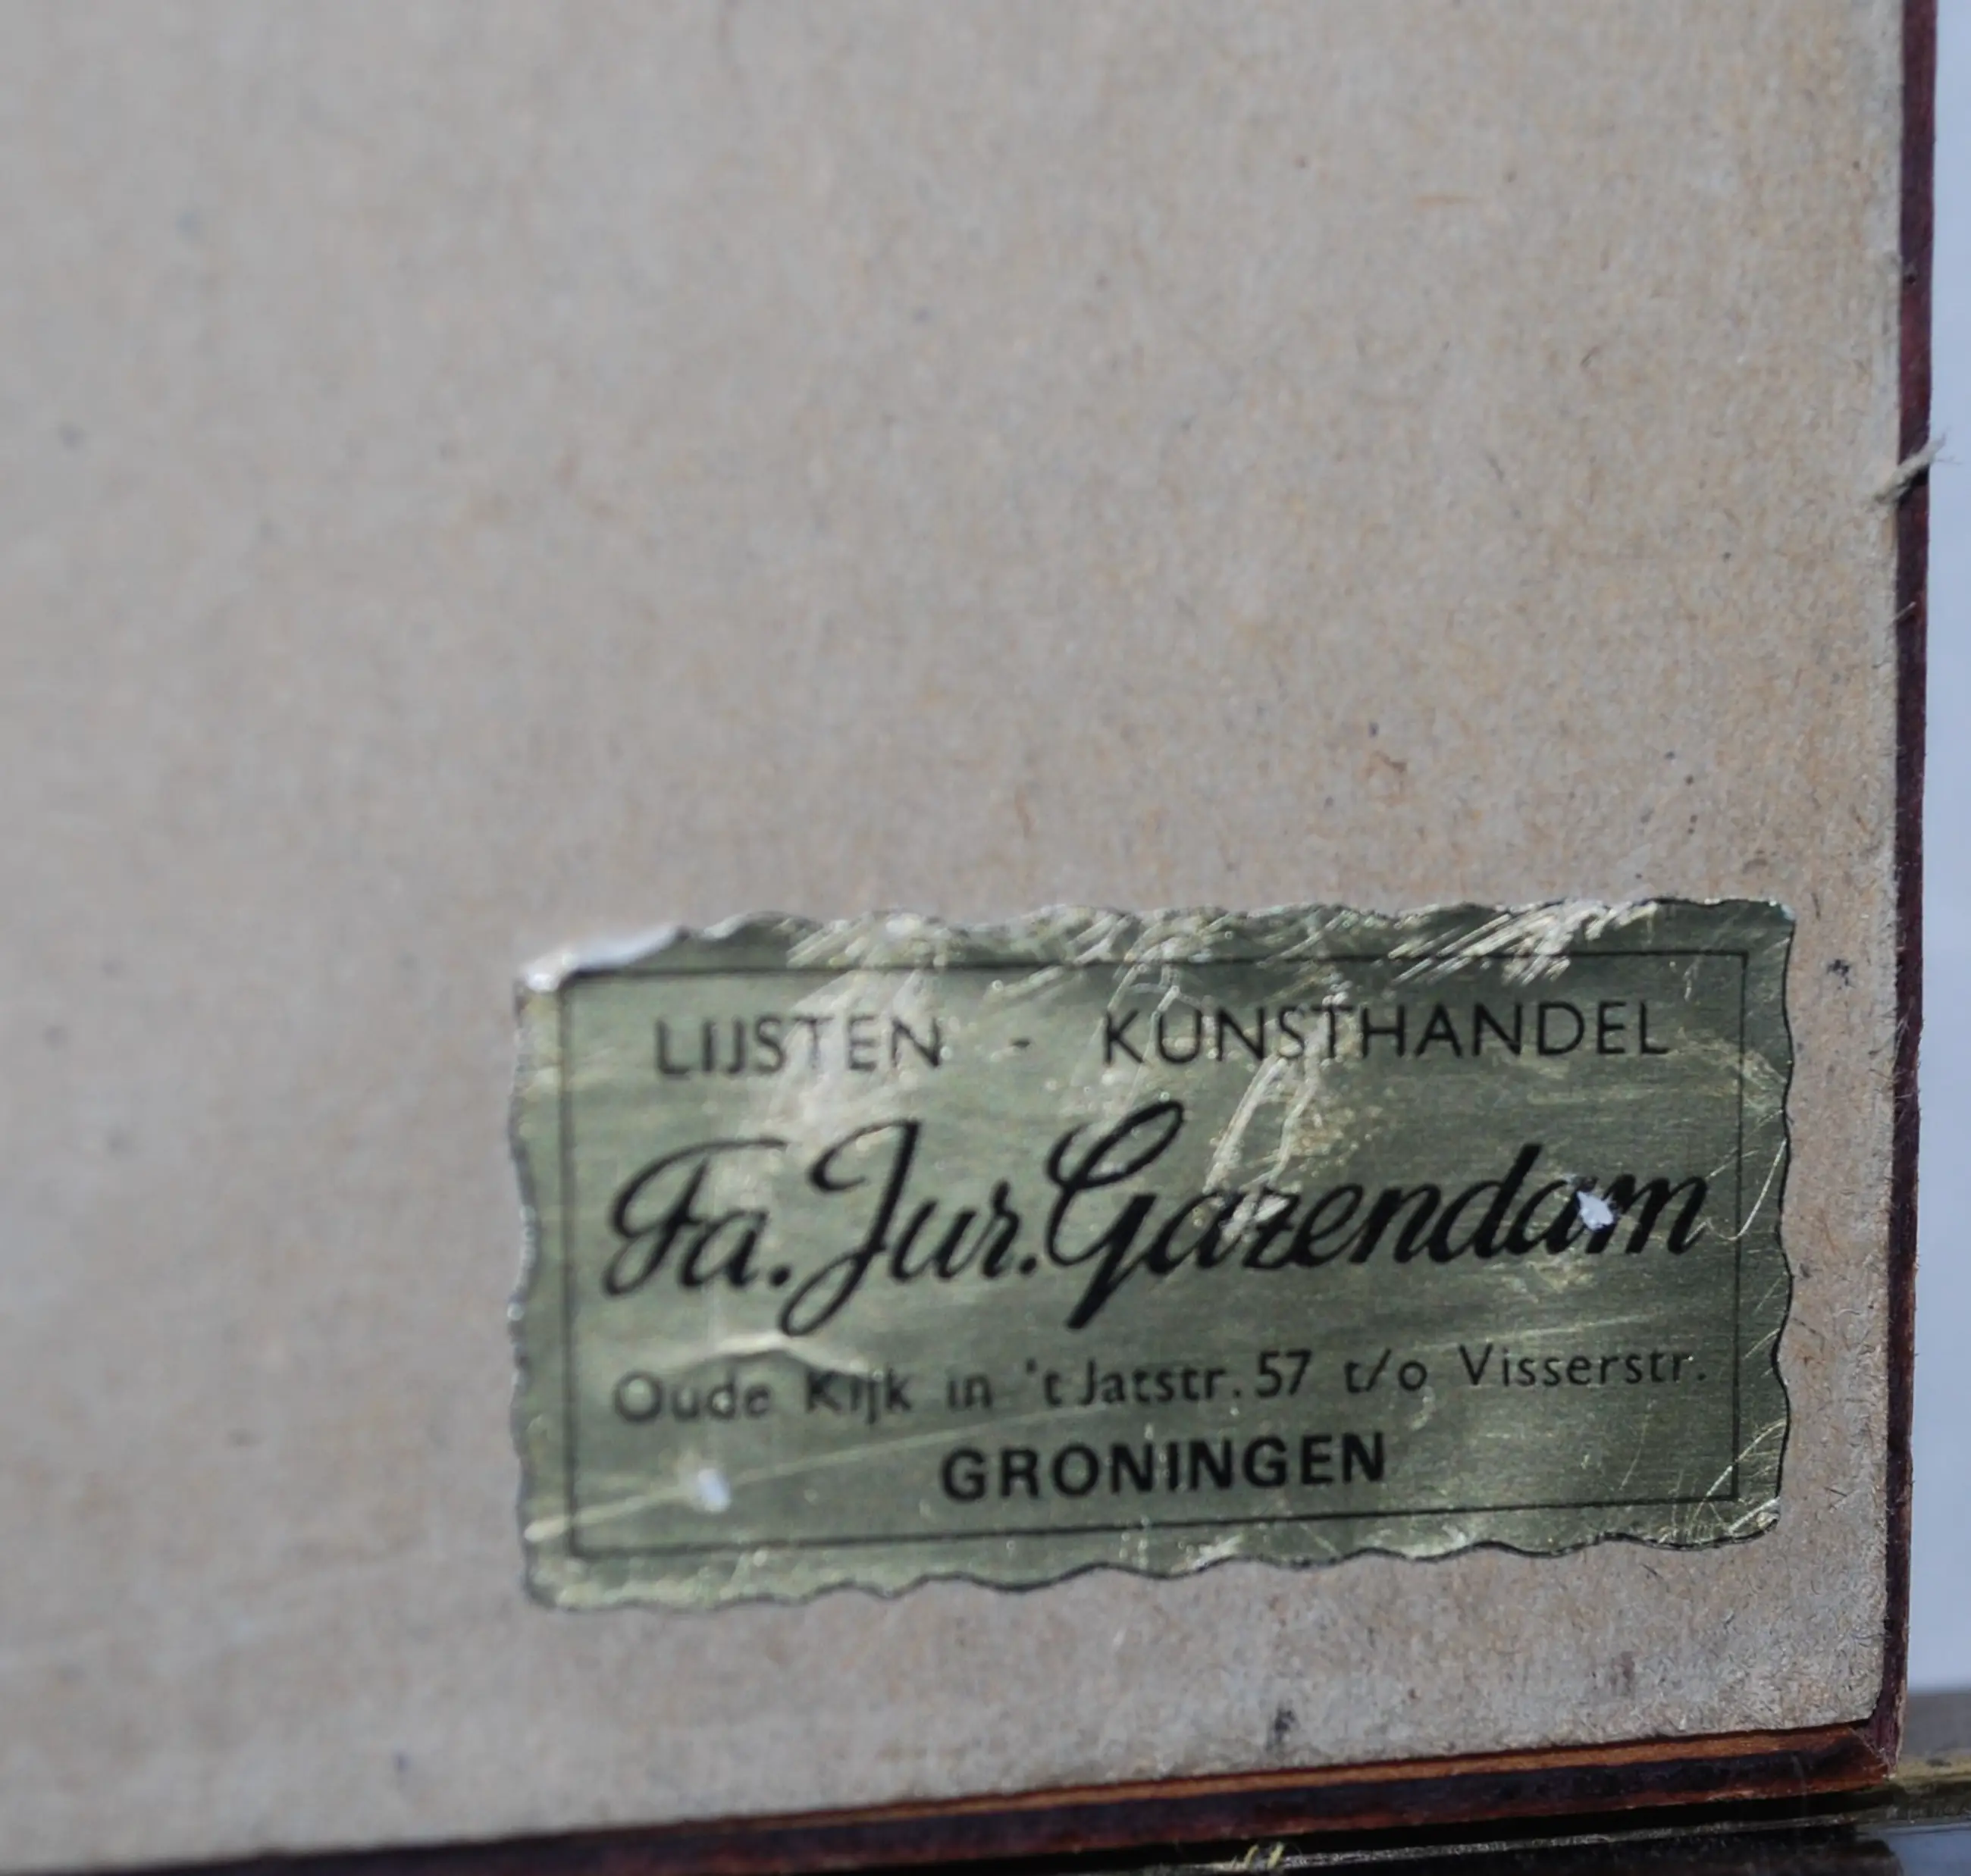 LIJSTEN - KUNSTHANDEL
Fa. Jur. Gazendam
Oude Kijk in 't Jatstr. 57 t/o Visserstr.
GRONINGEN